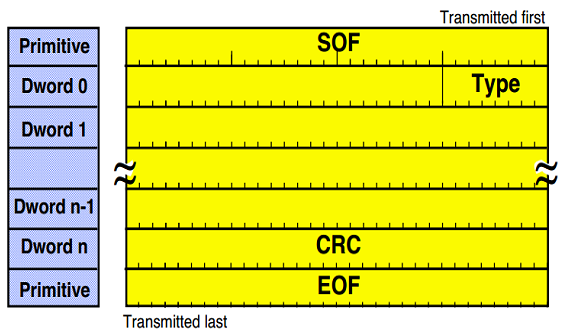 Transmitted first
Primitive SOF
Dword 0 Type
Dword 1
Dword n-1
Dword n CRC
Primitive EOF
Transmitted last